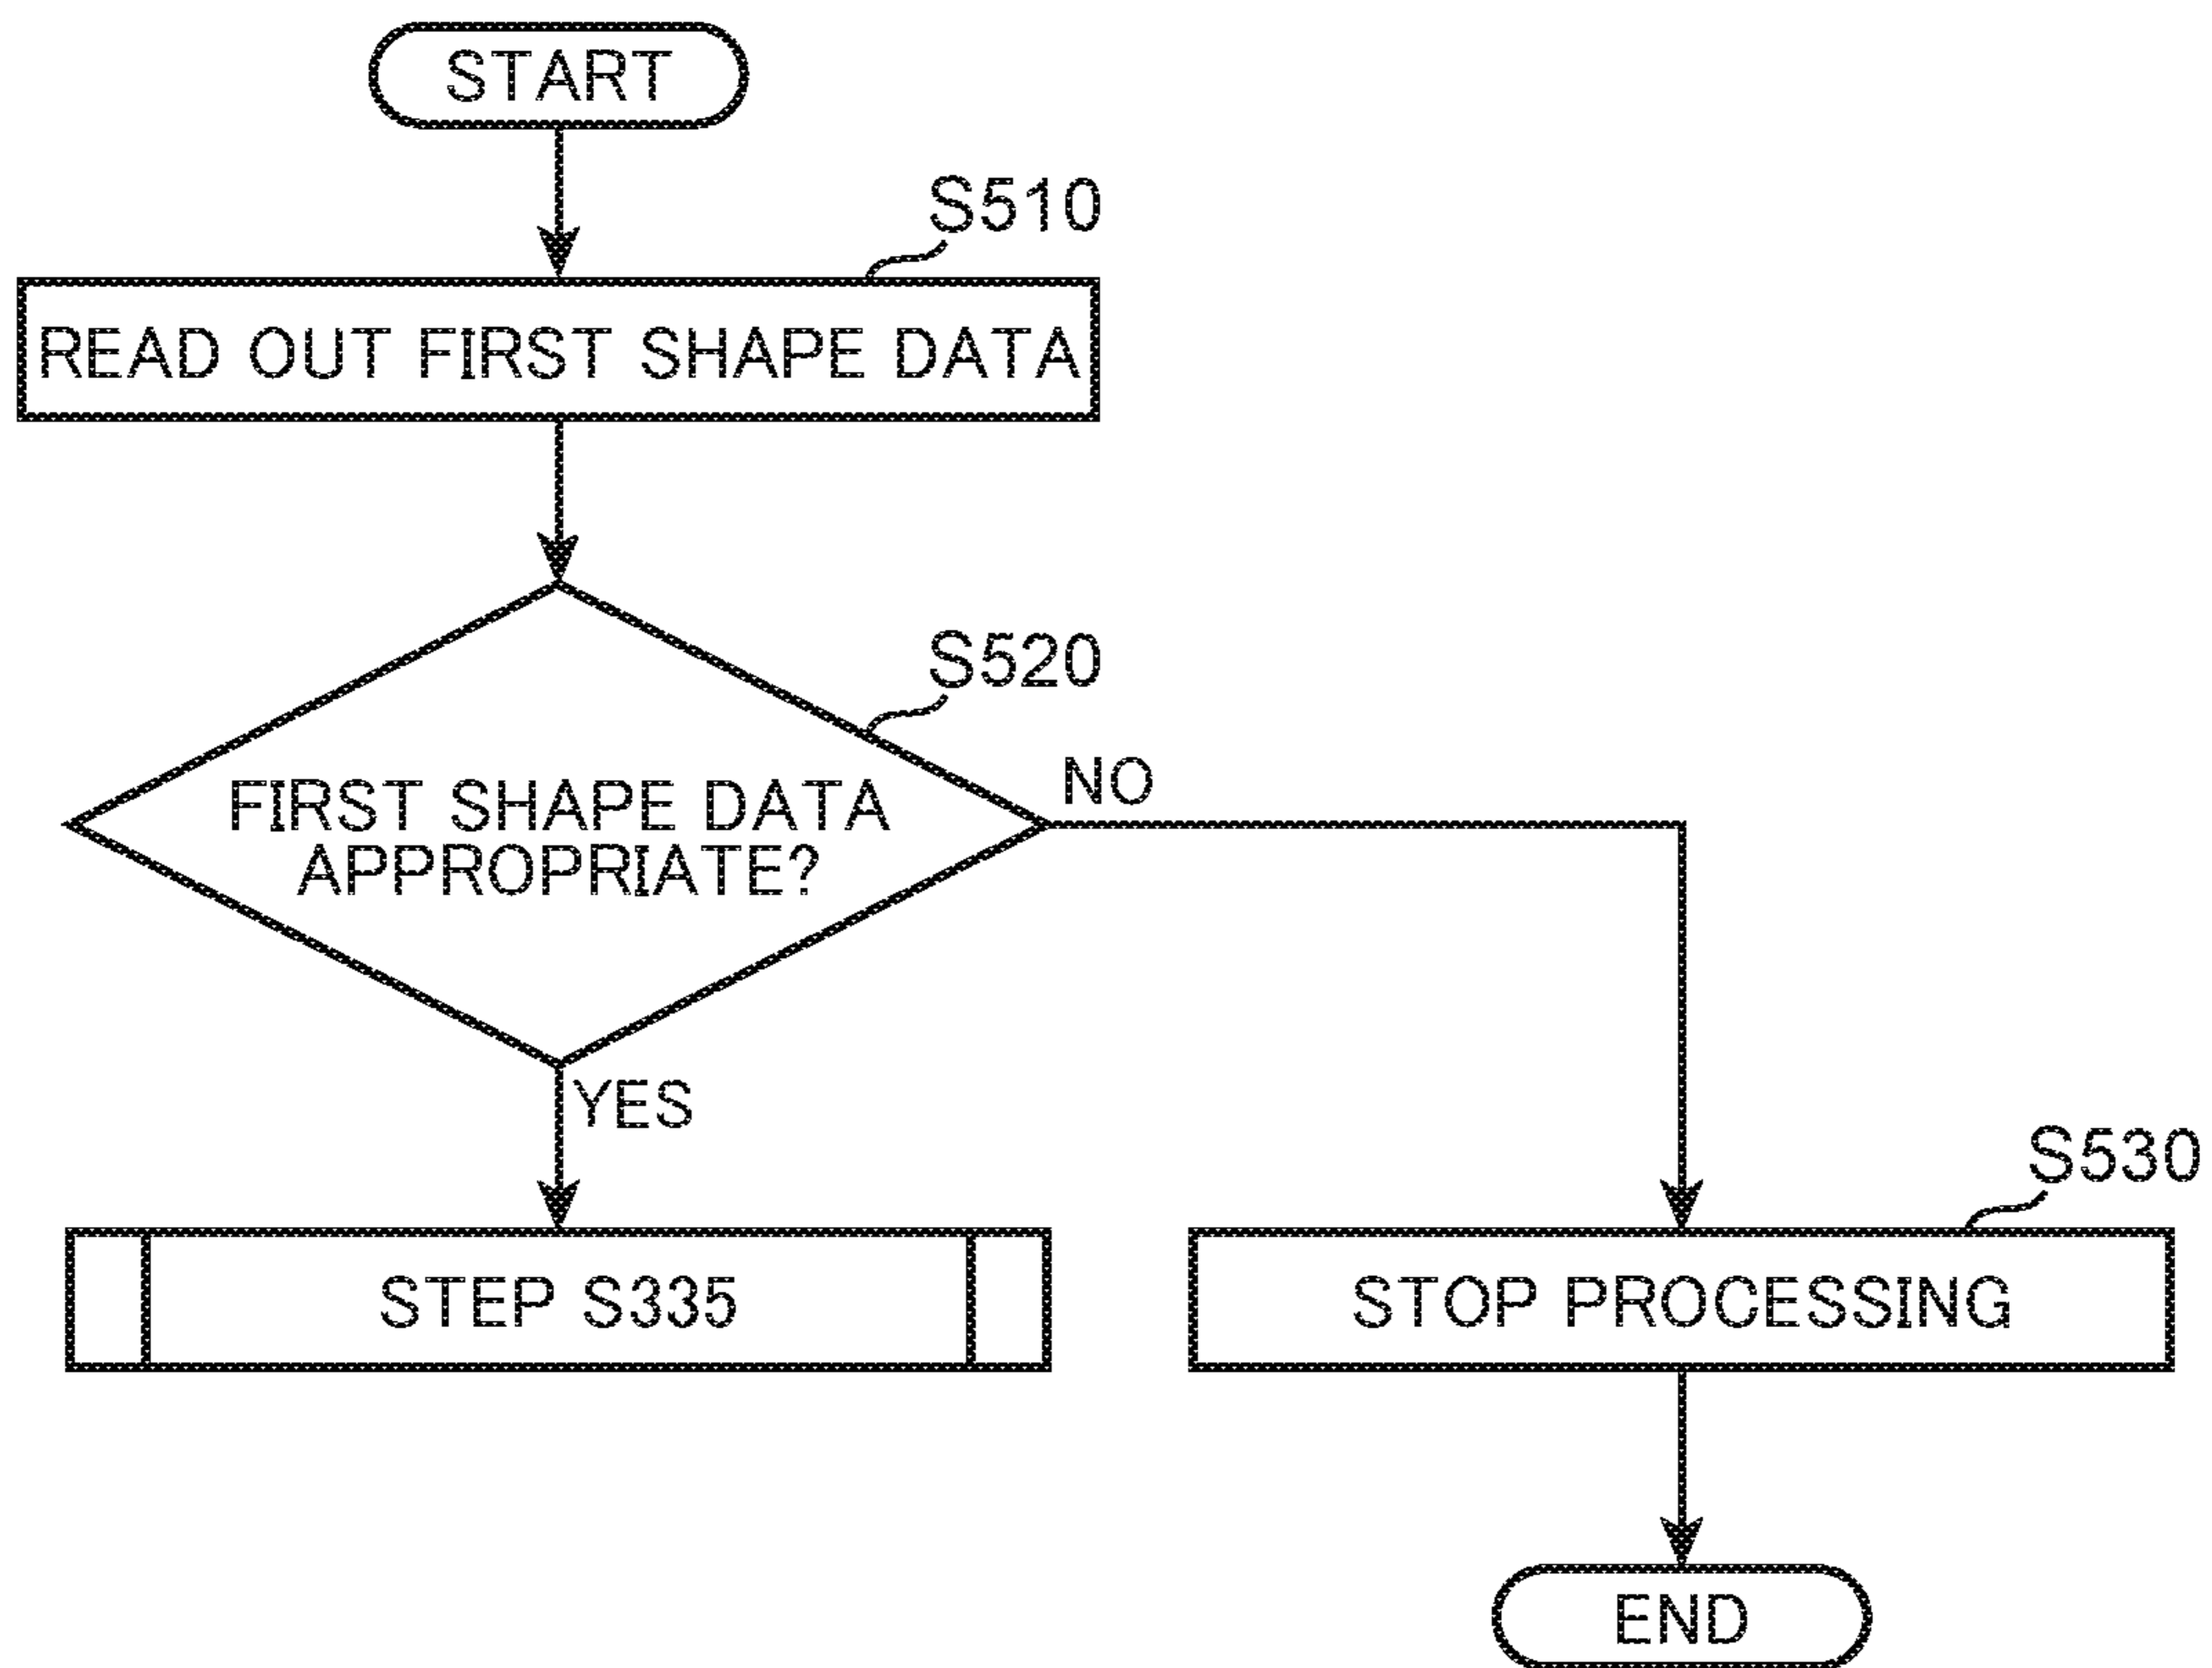 START
S510
READ OUT FIRST SHAPE DATA
S520
FIRST SHAPE DATA
APPROPRIATE?
NO
YES
STEP S335
S530
STOP PROCESSING
END